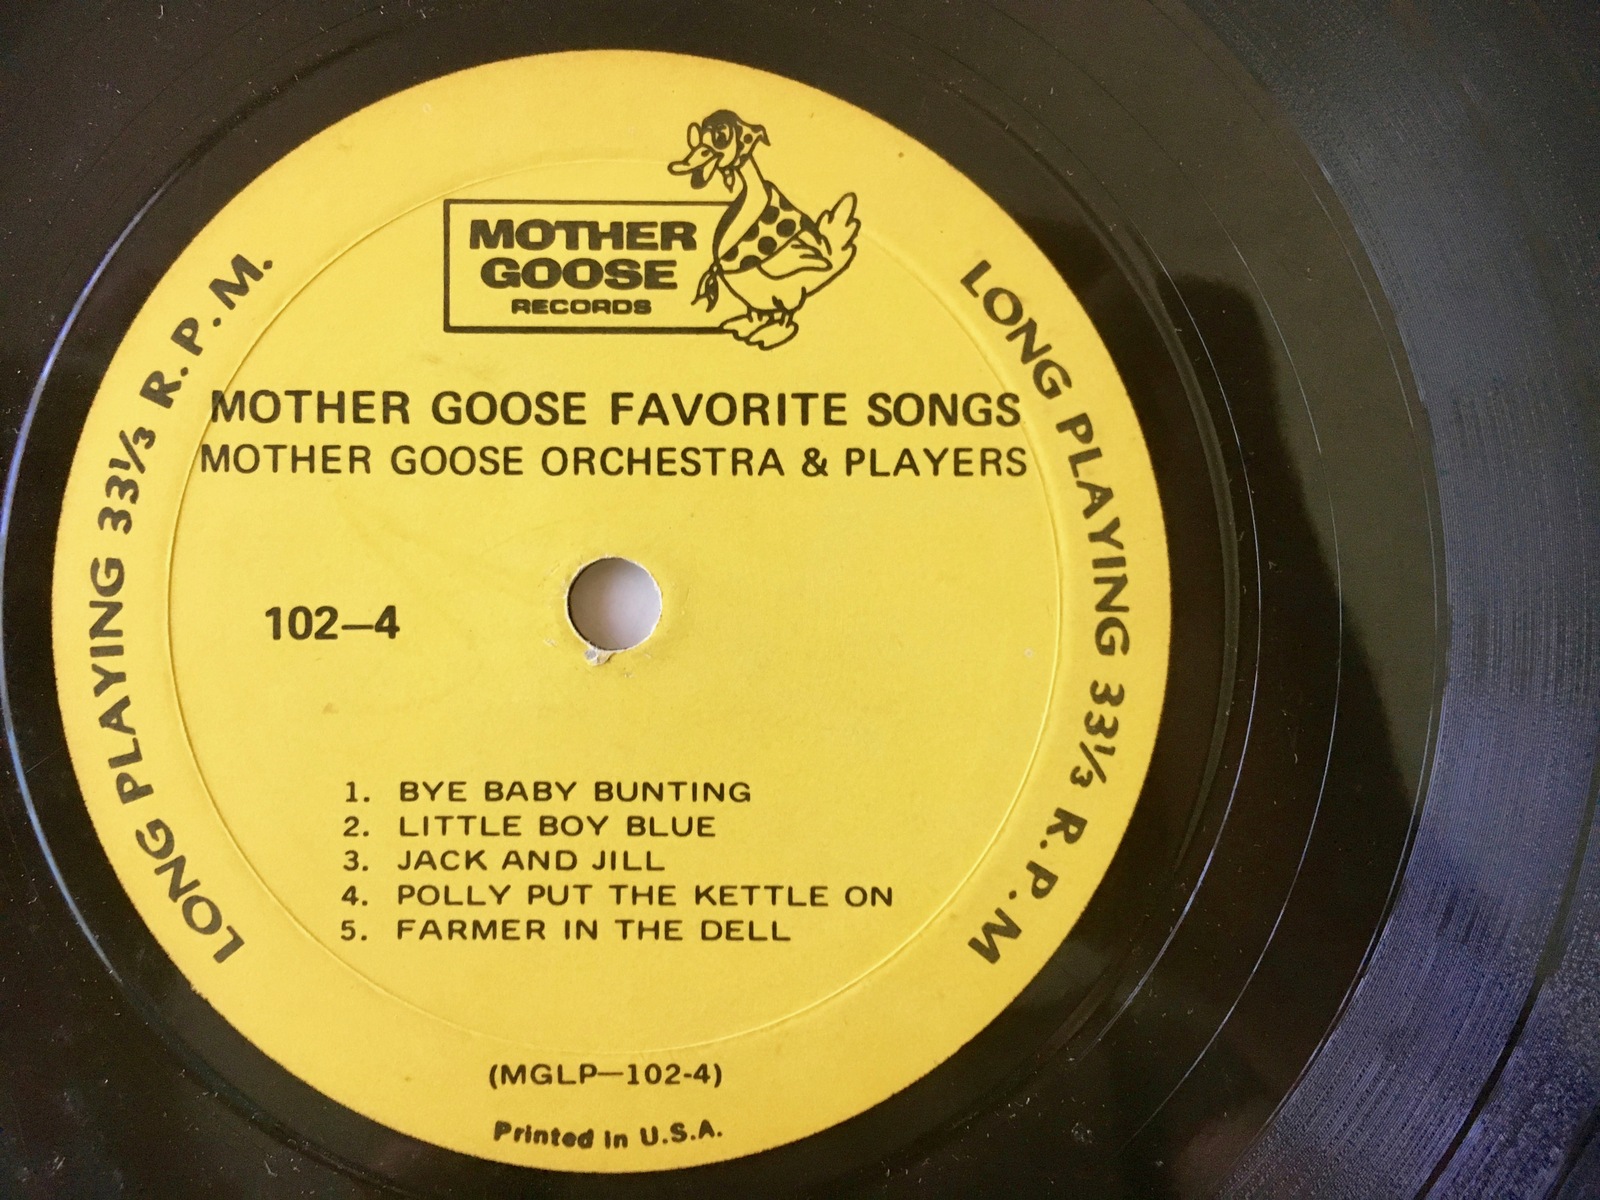 MOTHER
GOOSE
RECORDS
LONG PLAYING 33⅓ R.P.M.
LONG PLAYING 33⅓ R.P.M
MOTHER GOOSE FAVORITE SONGS
MOTHER GOOSE ORCHESTRA & PLAYERS
102—4
1. BYE BABY BUNTING
2. LITTLE BOY BLUE
3. JACK AND JILL
4. POLLY PUT THE KETTLE ON
5. FARMER IN THE DELL
(MGLP—102-4)
Printed in U.S.A.